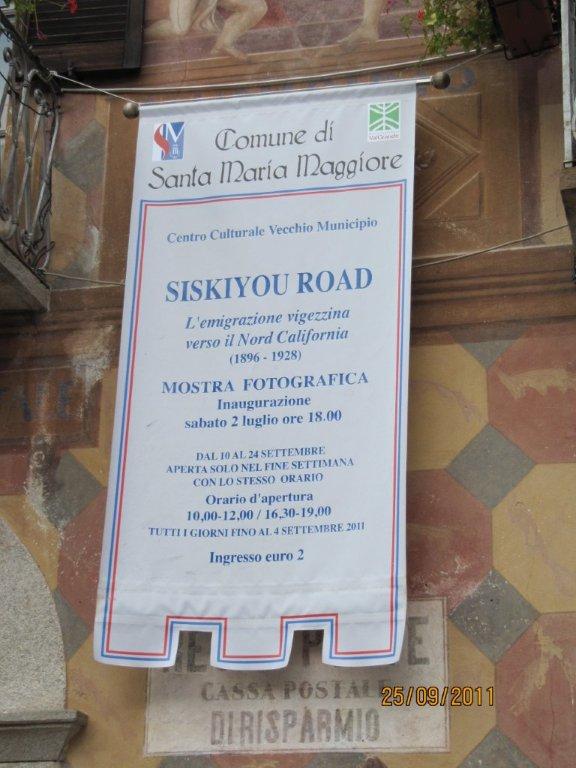 Comune di
Santa Maria Maggiore
ValGrande
Centro Culturale Vecchio Municipio
SISKIYOU ROAD
L'emigrazione vigezzina
verso il Nord California
(1896 - 1928)
MOSTRA FOTOGRAFICA
Inaugurazione
sabato 2 luglio ore 18.00
DAL 10 AL 24 SETTEMBRE
APERTA SOLO NEL FINE SETTIMANA
CON LO STESSO ORARIO
Orario d'apertura
10,00-12,00 / 16,30-19,00
TUTTI I GIORNI FINO AL 4 SETTEMBRE 2011
Ingresso euro 2
CASSA POSTALE
DI RISPARMIO
25/09/2011